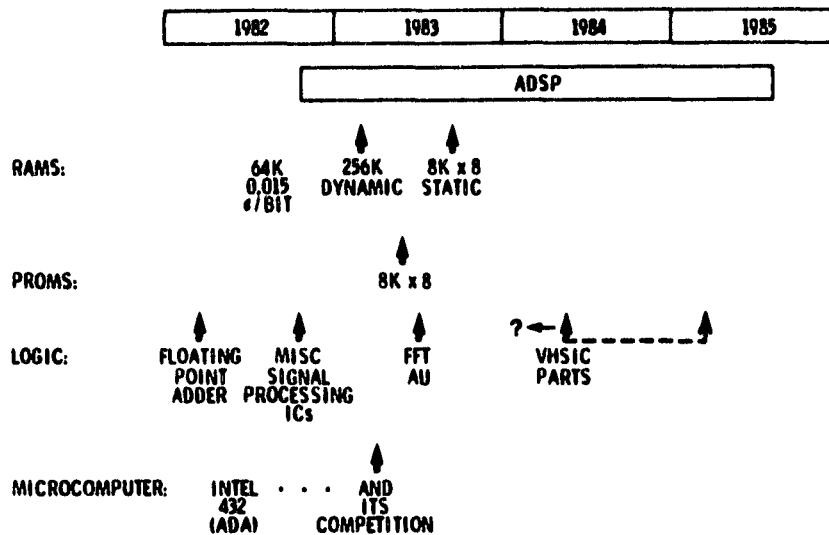 1982 1983 1984 1985
ADSP
RAMS: 64K 256K 8K x 8
0.015 DYNAMIC STATIC
¢/BIT
PROMS: 8K x 8
? 
LOGIC: FLOATING MISC FFT VHSIC
POINT SIGNAL AU PARTS
ADDER PROCESSING
ICs
MICROCOMPUTER: INTEL . . . AND
432 ITS
(ADA) COMPETITION